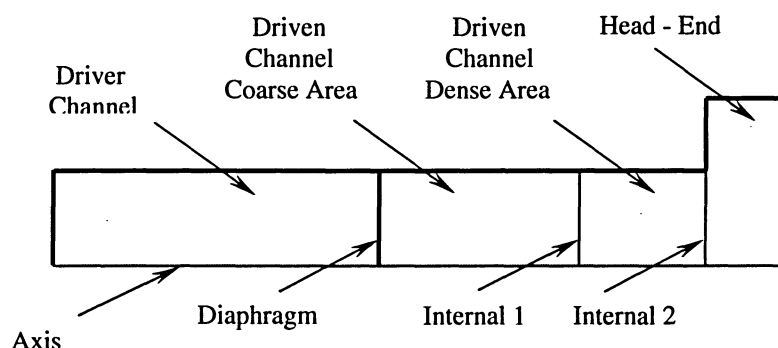 Driver
Channel
Driven
Channel
Coarse Area
Driven
Channel
Dense Area
Head - End
Axis
Diaphragm
Internal 1
Internal 2